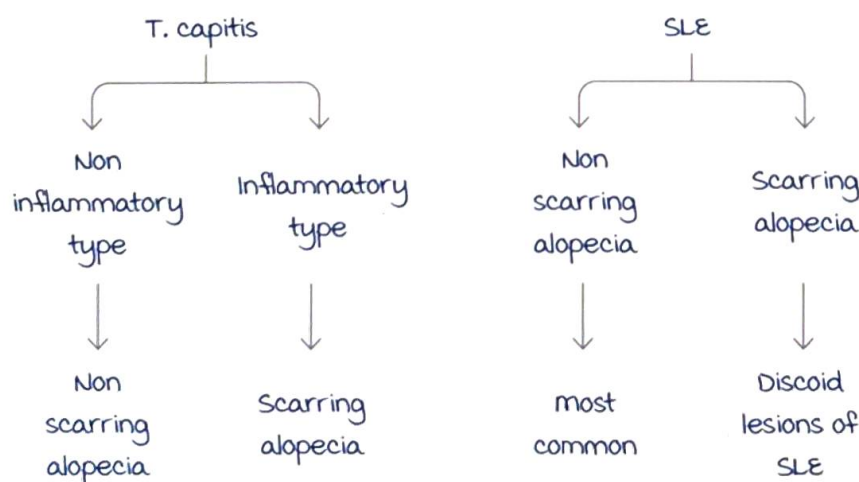 T. capitis
Non
inflammatory
type
Inflammatory
type
Non
scarring
alopecia
Scarring
alopecia
SLE
Non
scarring
alopecia
Scarring
alopecia
most
common
Discoid
lesions of
SLE